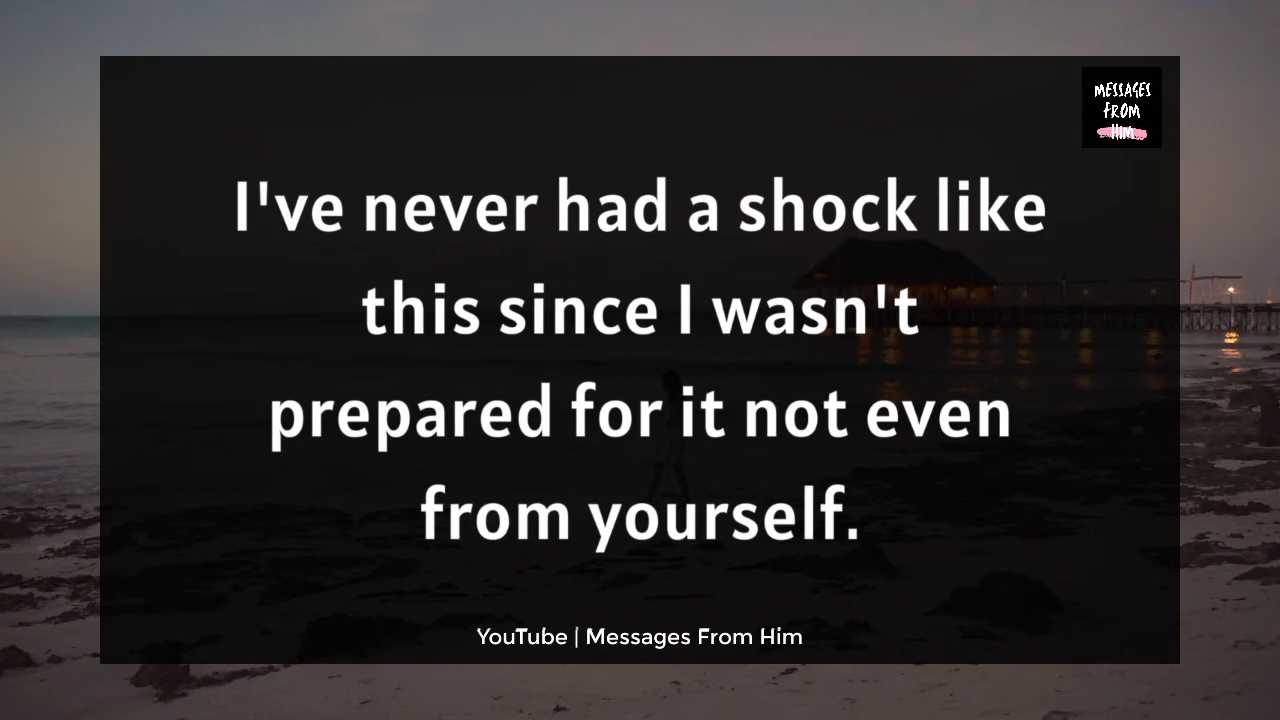 MESSAGES
FROM
HIM
I've never had a shock like
this since I wasn't
prepared for it not even
from yourself.
YouTube | Messages From Him